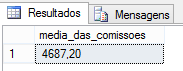 Resultados Mensagens
media_das_comissoes
1 4687,20